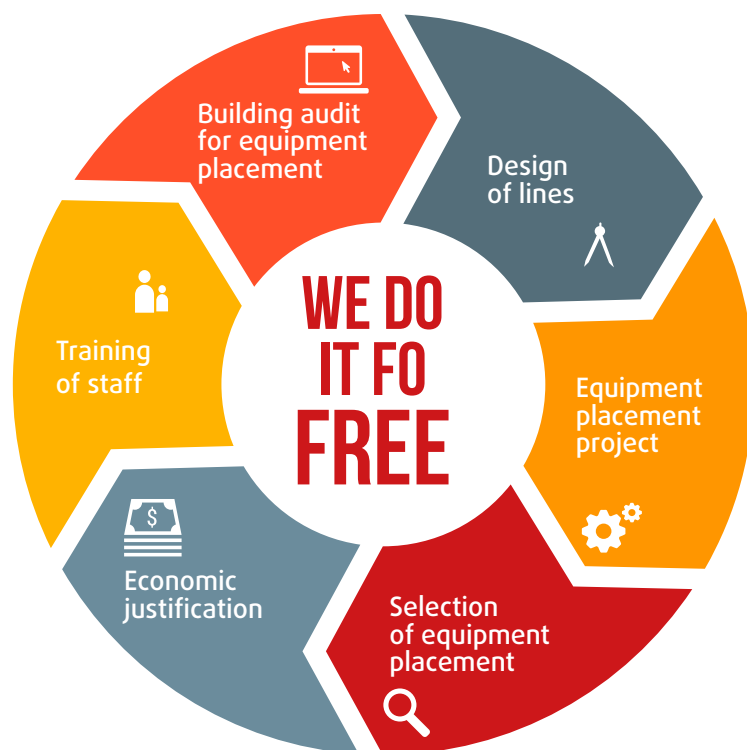 Building audit
for equipment
placement
Design
of lines
Equipment
placement
project
Selection
of equipment
placement
Economic
justification
$
Training
of staff
WE DO
IT FO
FREE